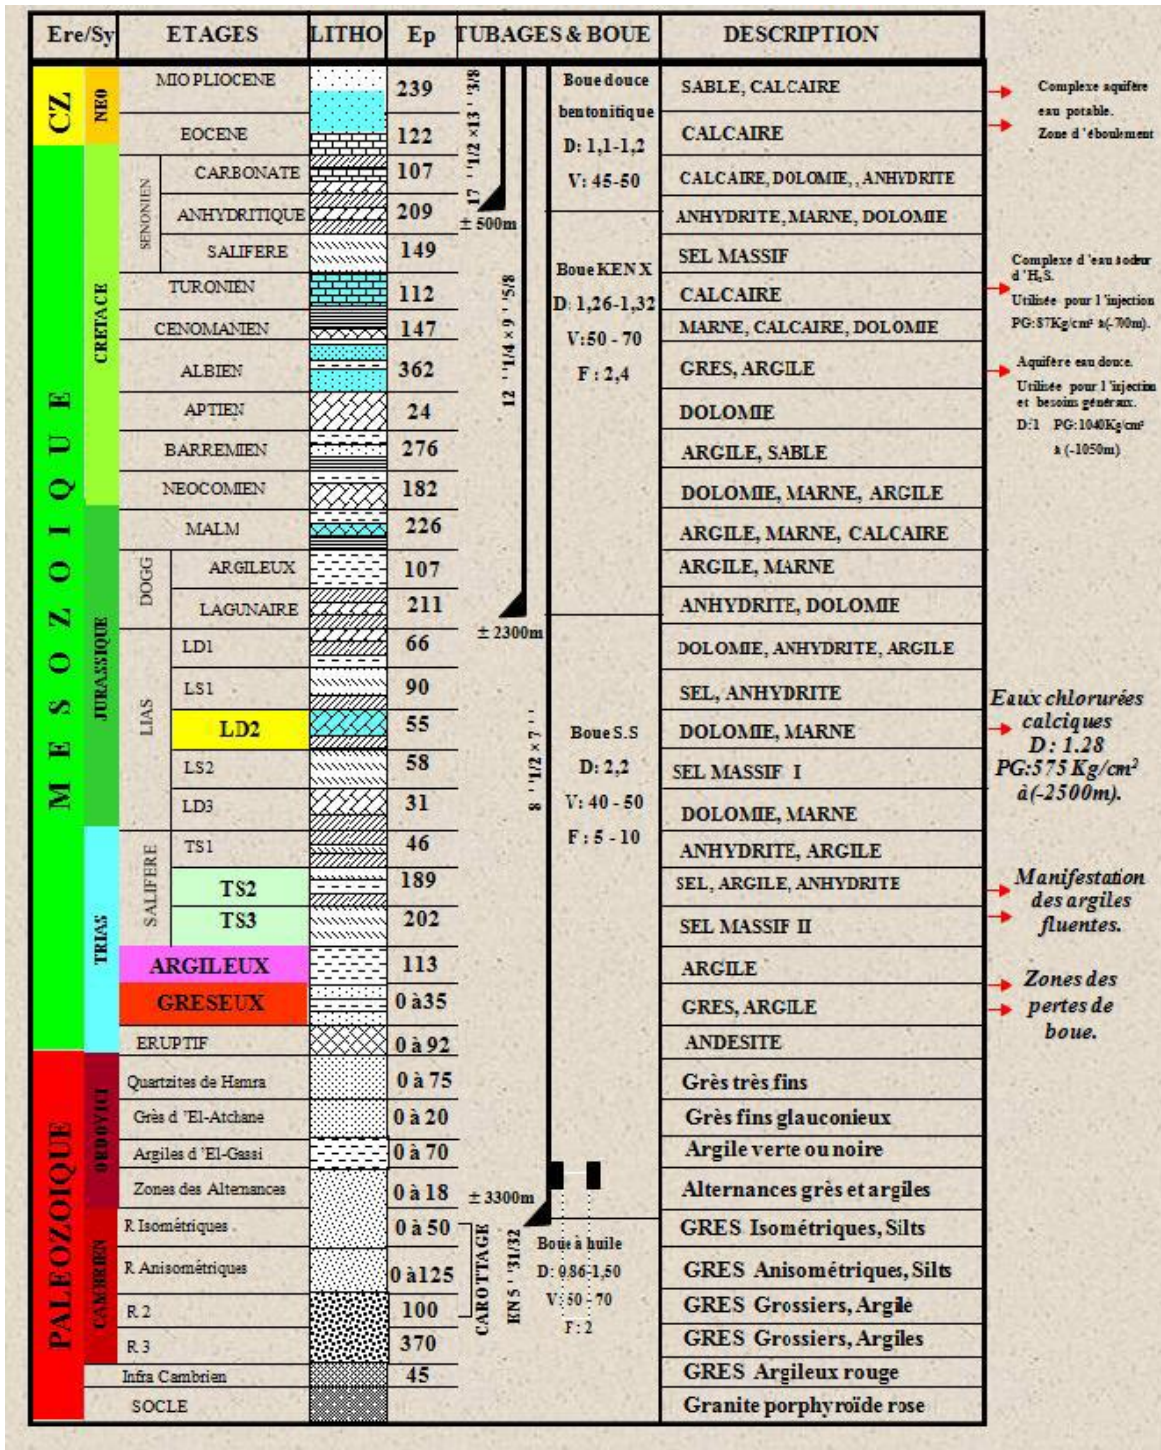 Ere/Sy ETAGES LITHO Ep TUBAGES & BOUE DESCRIPTION
CZ
NEO
MIO PLIOCENE 239 SABLE, CALCAIRE
EOCENE 122 CALCAIRE
MESOZOIQUE
CRETACE
SENONIEN
CARBONATE 107 CALCAIRE, DOLOMIE, , ANHYDRITE
ANHYDRITIQUE 209 ANHYDRITE, MARNE, DOLOMIE
SALIFERE 149 SEL MASSIF
TURONIEN 112 CALCAIRE
CENOMANIEN 147 MARNE, CALCAIRE, DOLOMIE
ALBIEN 362 GRES, ARGILE
APTIEN 24 DOLOMIE
BARREMIEN 276 ARGILE, SABLE
NEOCOMIEN 182 DOLOMIE, MARNE, ARGILE
JURASSIQUE
MALM 226 ARGILE, MARNE, CALCAIRE
DOGG
ARGILEUX 107 ARGILE, MARNE
LAGUNAIRE 211 ANHYDRITE, DOLOMIE
LIAS
LD1 66 DOLOMIE, ANHYDRITE, ARGILE
LS1 90 SEL, ANHYDRITE
LD2 55 DOLOMIE, MARNE
LS2 58 SEL MASSIF I
LD3 31 DOLOMIE, MARNE
TRIAS
SALIFERE
TS1 46 ANHYDRITE, ARGILE
TS2 189 SEL, ARGILE, ANHYDRITE
TS3 202 SEL MASSIF II
ARGILEUX 113 ARGILE
GRESEUX 0 à35 GRES, ARGILE
ERUPTIF 0 à92 ANDESITE
PALEOZOIQUE
ORDOVICI
Quartzites de Hamra 0 à 75 Grès très fins
Grès d 'El-Atchane 0 à 20 Grès fins glauconieux
Argiles d 'El-Gassi 0 à 70 Argile verte ou noire
Zones des Alternances 0 à 18 Alternances grès et argiles
CAMBRIEN
R Isométriques 0 à 50 GRES Isométriques, Silts
R Anisométriques 0 à125 GRES Anisométriques, Silts
R 2 100 GRES Grossiers, Argile
R 3 370 GRES Grossiers, Argiles
Infra Cambrien 45 GRES Argileux rouge
SOCLE Granite porphyroïde rose
17 ''1/2 ×13 ''3/8
± 500m
12 ''1/4 × 9 ''5/8
± 2300m
8 ''1/2 × 7 ''
± 3300m
CAROTTAGE
EN 5 ''31/32
Boue douce
bentonitique
D: 1,1-1,2
V: 45-50
Boue KEN X
D: 1,26-1,32
V:50 - 70
F : 2,4
Boue S.S
D: 2,2
V: 40 - 50
F : 5 - 10
Boue à huile
D: 0.86-1,50
V: 50 - 70
F: 2
Complexe aquifère
eau potable.
Zone d 'éboulement
Complexe d 'eau à odeur
d 'H₂S.
Utilisée pour l 'injection
PG:87Kg/cm² à(-700m).
Aquifère eau douce.
Utilisée pour l 'injection
et besoins généraux.
D:1 PG:1040Kg/cm²
à (-1050m)
Eaux chlorurées
calciques
D : 1.28
PG:575 Kg/cm²
à(-2500m).
Manifestation
des argiles
fluentes.
Zones des
pertes de
boue.